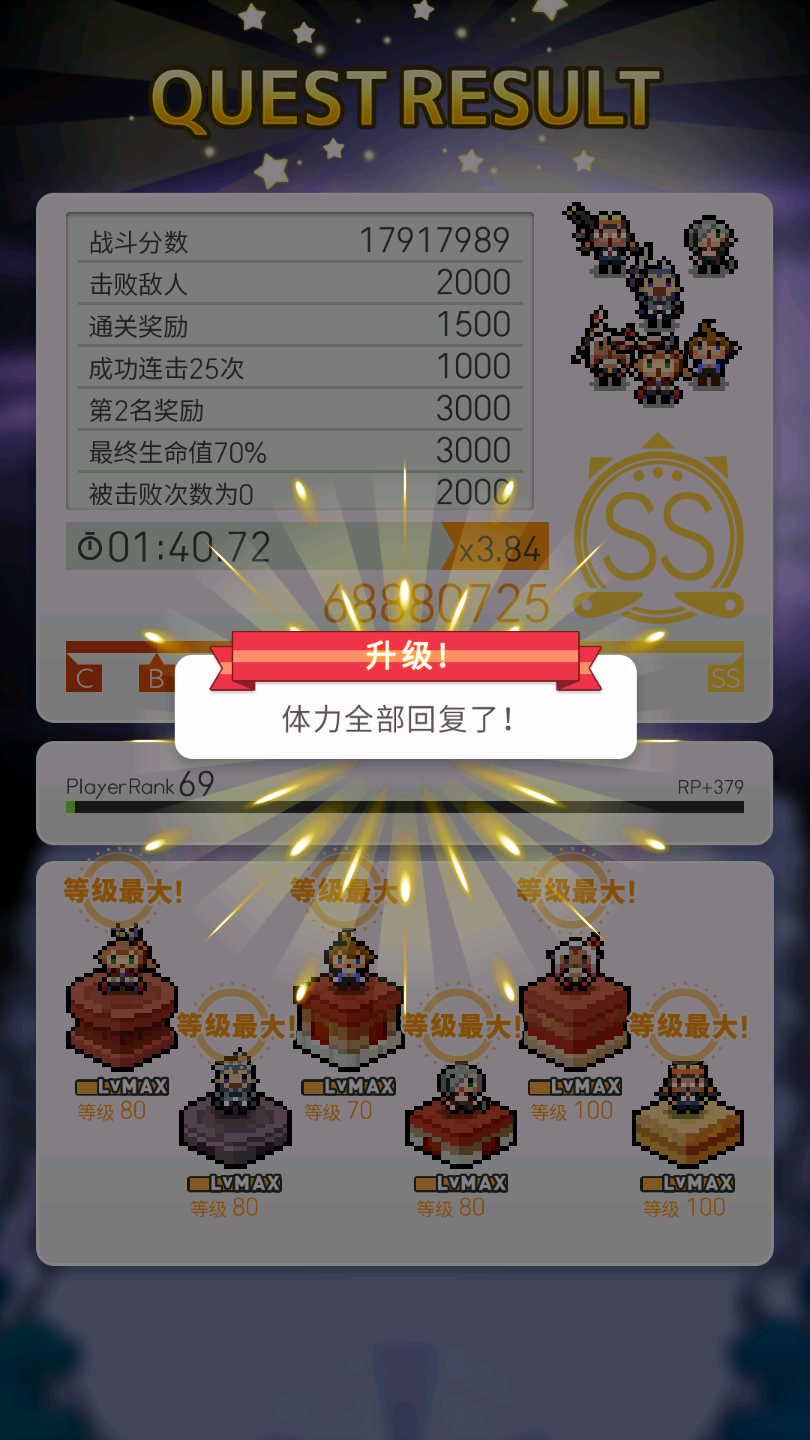 QUEST RESULT
战斗分数 17917989
击败敌人 2000
通关奖励 1500
成功连击25次 1000
第2名奖励 3000
最终生命值70% 3000
被击败次数为0 2000
SS
01:40.72 x3.84
68880725
升级!
C B SS
体力全部回复了!
PlayerRank 69 RP+379
等级最大! 等级最大 等级最大!
等级最大! 等级最大! 等级最大!
LvMAX LvMAX LvMAX
等级 80 等级 70 等级 100
LvMAX LvMAX LvMAX
等级 80 等级 80 等级 100